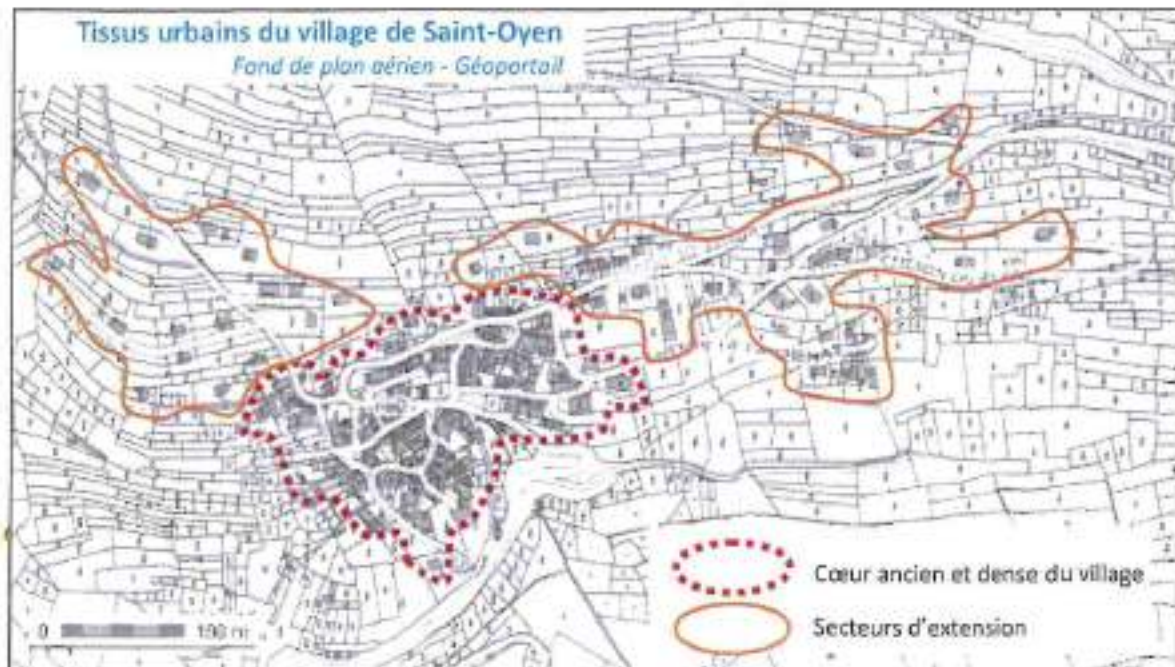 Tissus urbains du village de Saint-Oyen
Fond de plan aérien - Géoportail
Cœur ancien et dense du village
Secteurs d'extension
0